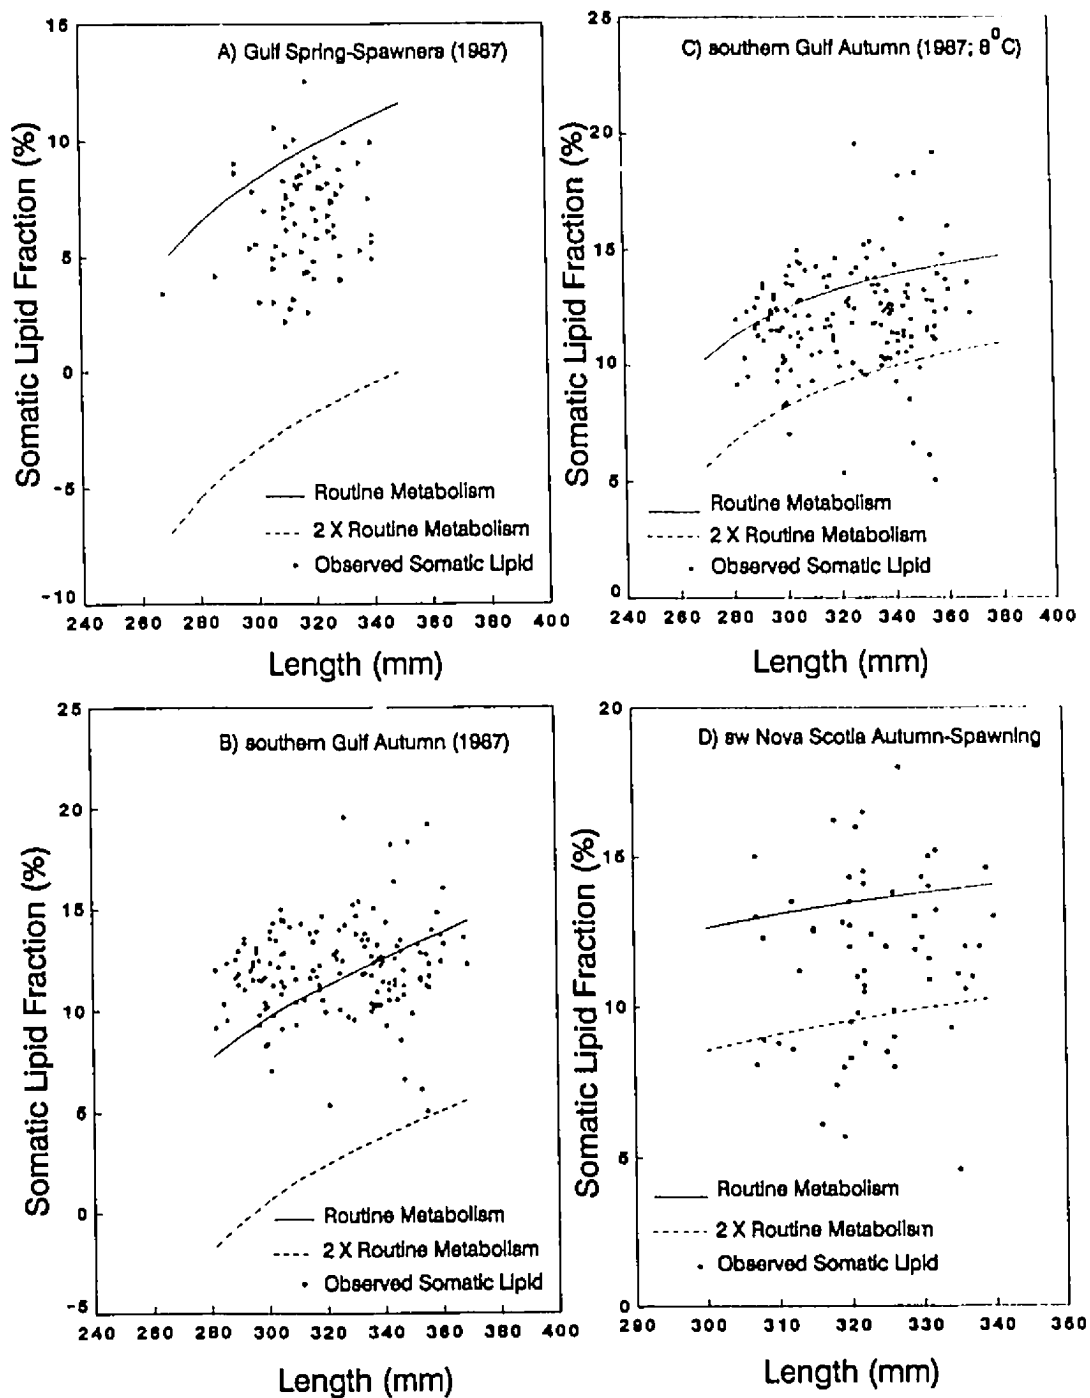 A) Gulf Spring-Spawners (1987)
Somatic Lipid Fraction (%)
15
10
5
0
-5
-10
Routine Metabolism
2 X Routine Metabolism
Observed Somatic Lipid
240 260 280 300 320 340 360 380 400
Length (mm)
C) southern Gulf Autumn (1987; 8°C)
Somatic Lipid Fraction (%)
25
20
15
10
5
0
Routine Metabolism
2 X Routine Metabolism
Observed Somatic Lipid
240 260 280 300 320 340 360 380 400
Length (mm)
B) southern Gulf Autumn (1987)
Somatic Lipid Fraction (%)
25
20
15
10
5
0
-5
Routine Metabolism
2 X Routine Metabolism
Observed Somatic Lipid
240 260 280 300 320 340 360 380 400
Length (mm)
D) sw Nova Scotia Autumn-Spawning
Somatic Lipid Fraction (%)
20
15
10
5
0
Routine Metabolism
2 X Routine Metabolism
Observed Somatic Lipid
290 300 310 320 330 340 350
Length (mm)